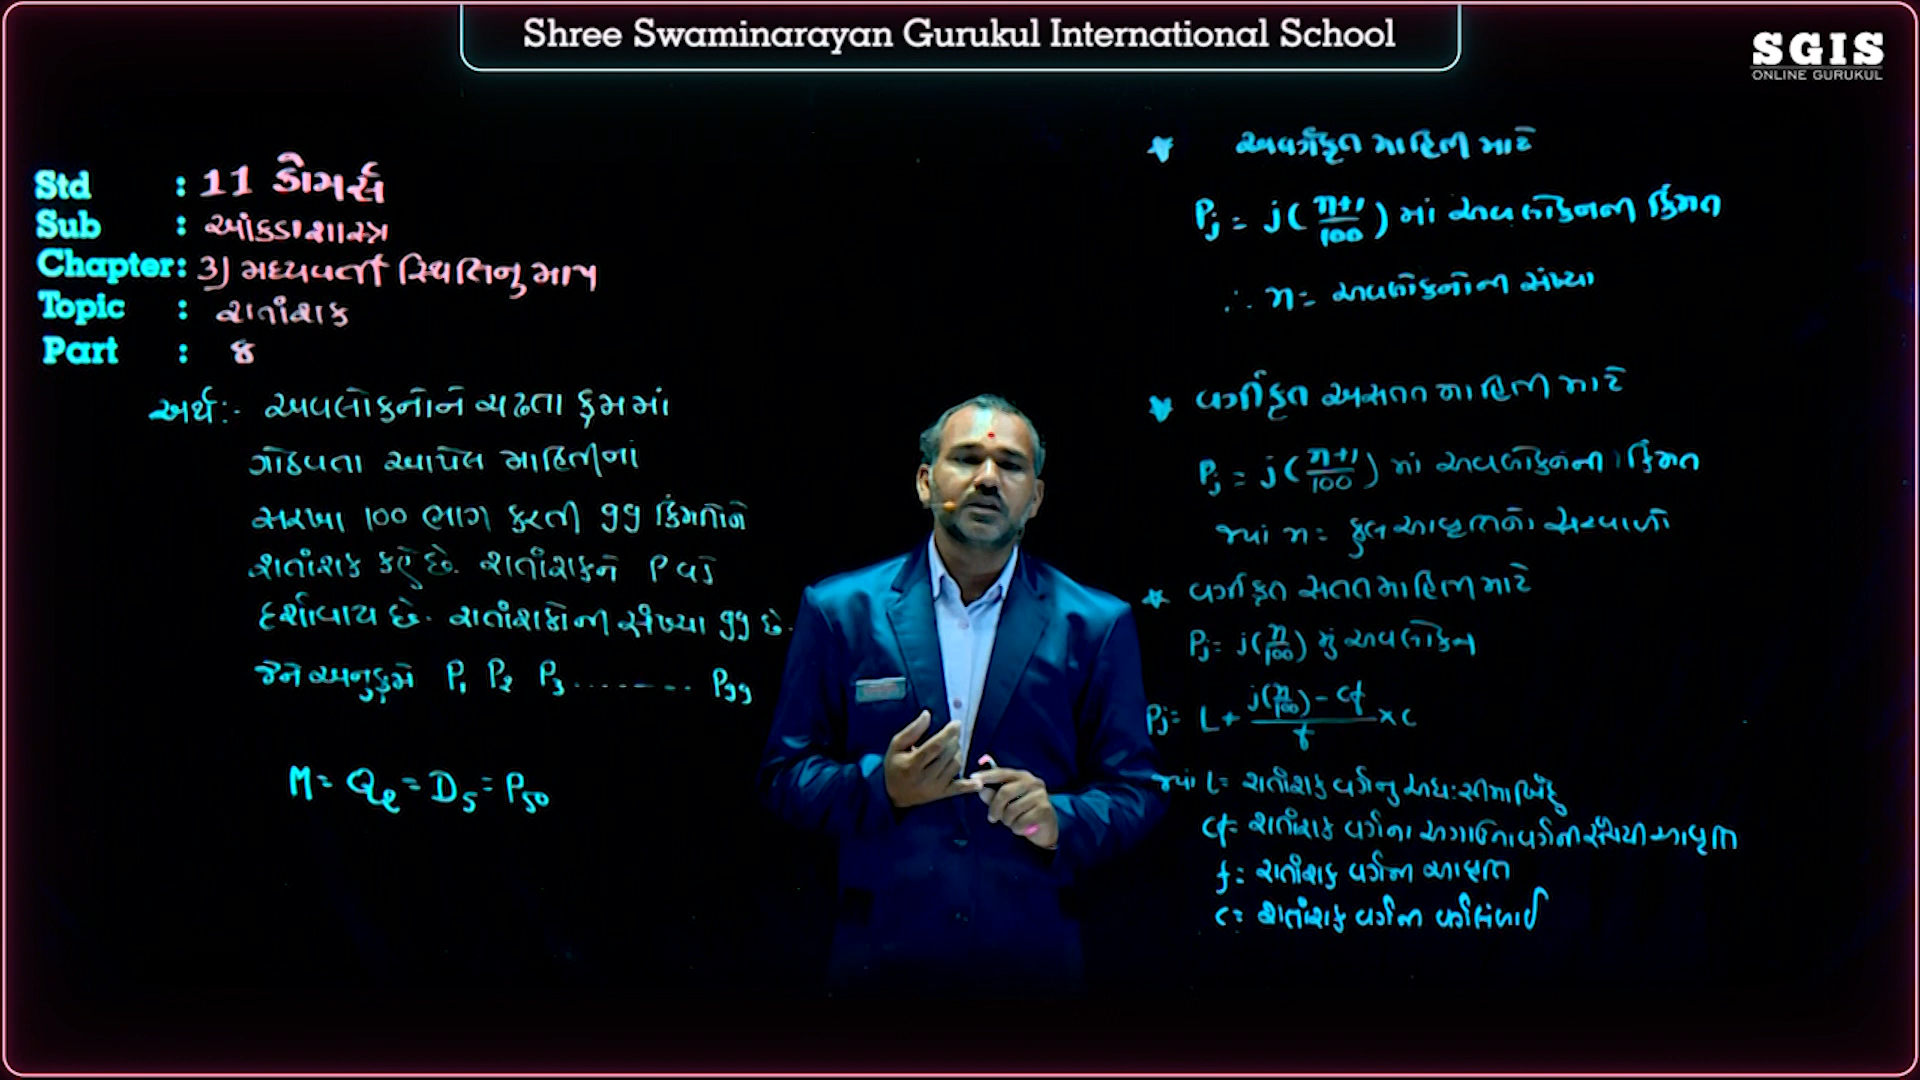 Shree Swaminarayan Gurukul International School
SGIS
ONLINE GURUKUL
Std : 11 કોમર્સ
Sub : આંકડાશાસ્ત્ર
Chapter: 3) મધ્યવર્તી સ્થિતિનુ માપ
Topic : શતાંશક
Part : 8
અર્થ:- અવલોકનોને ચઢતા ક્રમમાં
ગોઠવતા આપેલ માહિતીનાં
સરખા 100 ભાગ કરતી 99 કિંમતોને
શતાંશક કહે છે. શતાંશકને P વડે
દર્શાવાય છે. શતાંશકોની સંખ્યા 99 છે.
જેને અનુક્રમે P₁ P₂ P₃ ......... P₉₉
M = Q₂ = D₅ = P₅₀
★ અવર્ગીકૃત માહિતી માટે
Pj = j(n+1/100) માં અવલોકનની કિંમત
∴ n = અવલોકનોની સંખ્યા
★ વર્ગીકૃત અસતત માહિતી માટે
Pj = j(n+1/100) માં અવલોકનની કિંમત
જ્યાં n = કુલ આવૃત્તિનો સરવાળો
★ વર્ગીકૃત સતત માહિતી માટે
Pj = j(n/100) મું અવલોકન
Pj = L + j(n/100) - cf / f × c
જ્યાં L = શતાંશક વર્ગનુ અધ:સીમાબિંદુ
cf = શતાંશક વર્ગના આગળના વર્ગની સંચયી આવૃત્તિ
f = શતાંશક વર્ગની આવૃત્તિ
c = શતાંશક વર્ગની વર્ગલંબાઈ